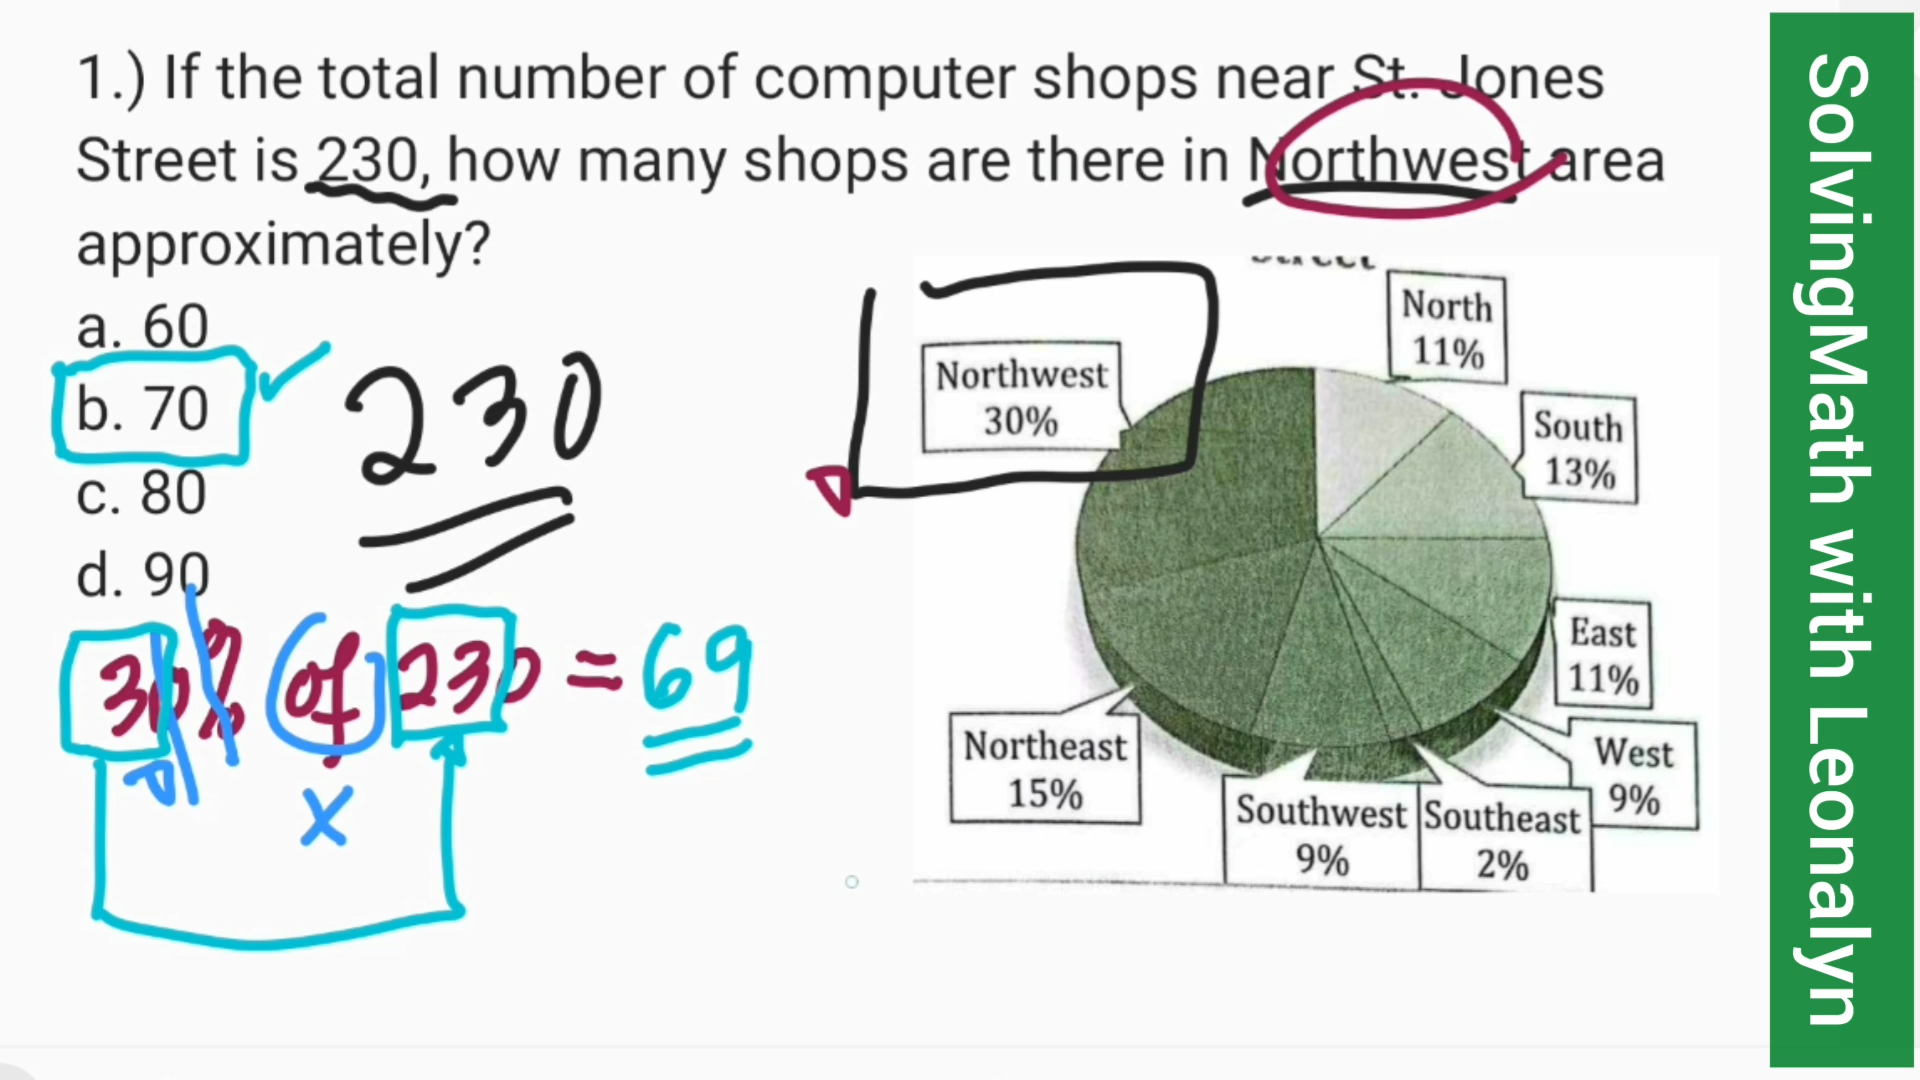 1.) If the total number of computer shops near St. Jones
Street is 230, how many shops are there in Northwest area
approximately?
a. 60
b. 70
c. 80
d. 90
230
30% of 230 = 69
x
Street
North
11%
Northwest
30%
South
13%
East
11%
West
9%
Northeast
15%
Southwest
9%
Southeast
2%
SolvingMath with Leonalyn